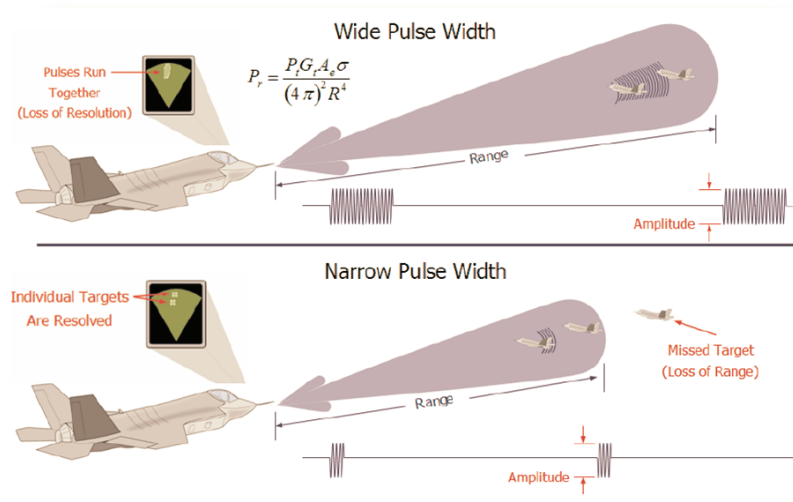 Wide Pulse Width
Pulses Run
Together
(Loss of Resolution)
P_r = P_t G_t A_e σ / (4 π)² R⁴
Range
Amplitude
Narrow Pulse Width
Individual Targets
Are Resolved
Missed Target
(Loss of Range)
Range
Amplitude